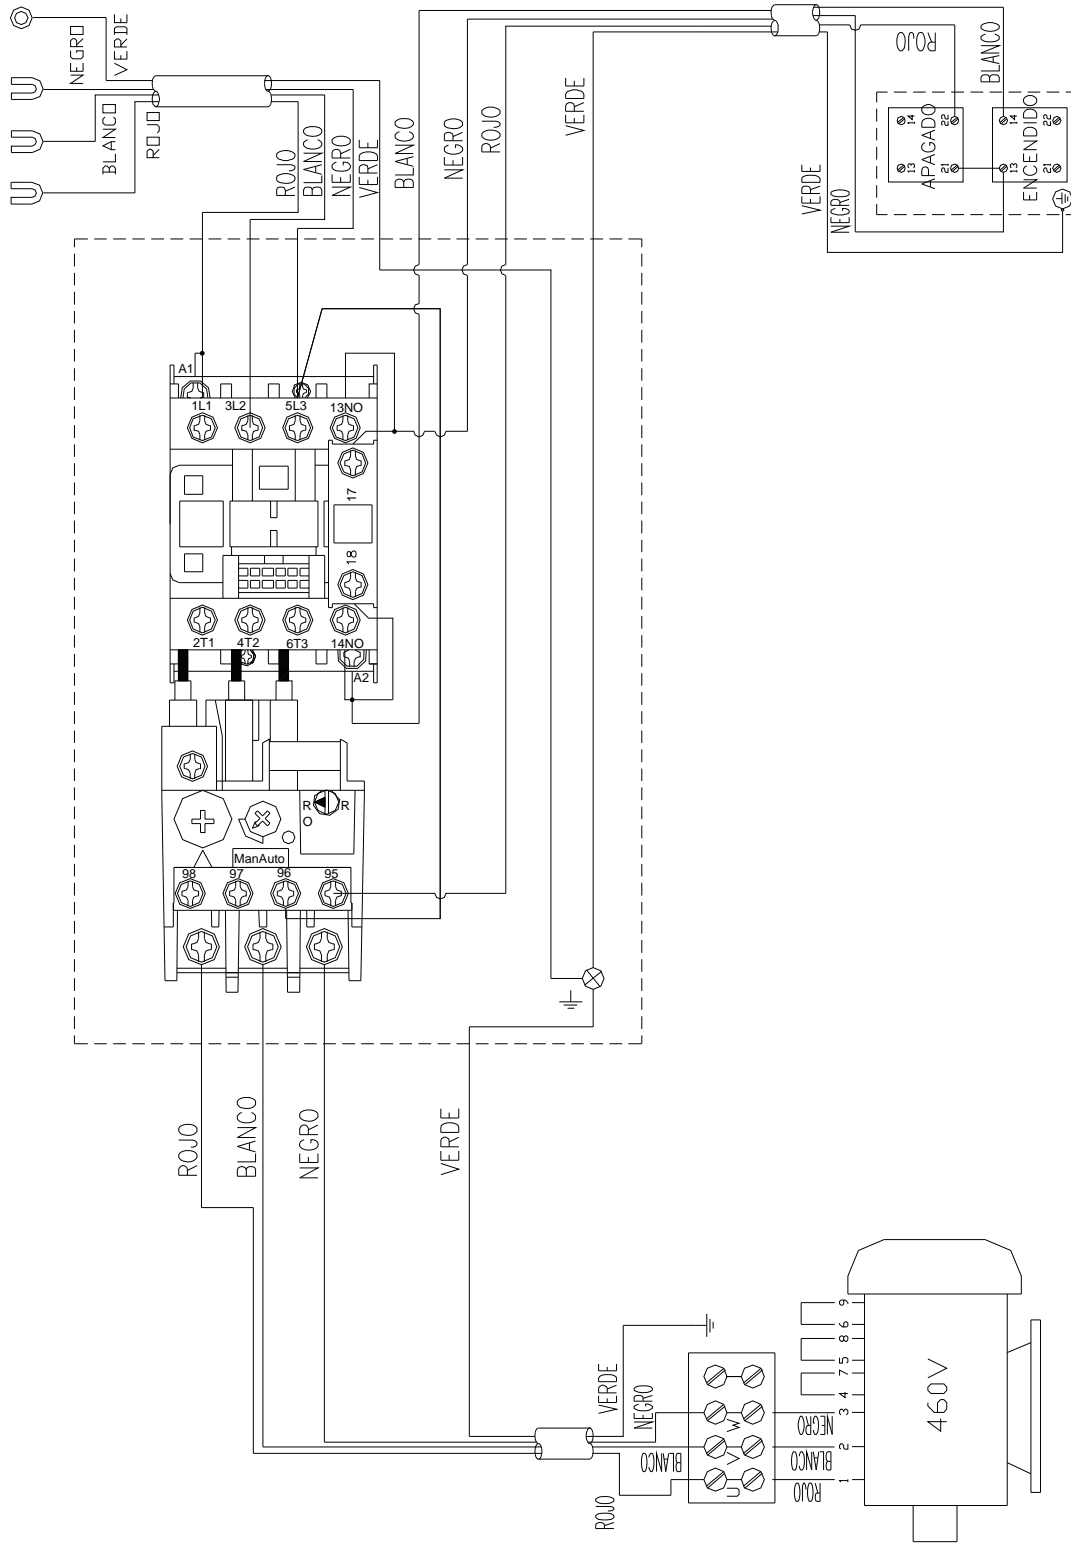 NEGRO
VERDE
BLANCO
ROJO
ROJO
BLANCO
NEGRO
VERDE
BLANCO
NEGRO
ROJO
VERDE
ROJO
BLANCO
VERDE
NEGRO
14
22
APAGADO
13
21
14
22
ENCENDIDO
13
21
A1
1L1
3L2
5L3
13NO
17
18
2T1
4T2
6T3
14NO
A2
R
R
O
ManAuto
98
97
96
95
ROJO
BLANCO
NEGRO
VERDE
VERDE
NEGRO
BLANCO
ROJO
U
V
W
NEGRO
BLANCO
ROJO
1
2
3
4
7
5
8
6
9
460V